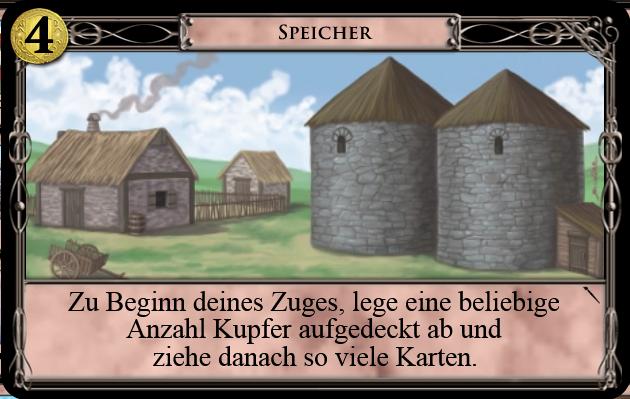 4
Speicher
Zu Beginn deines Zuges, lege eine beliebige
Anzahl Kupfer aufgedeckt ab und
ziehe danach so viele Karten.